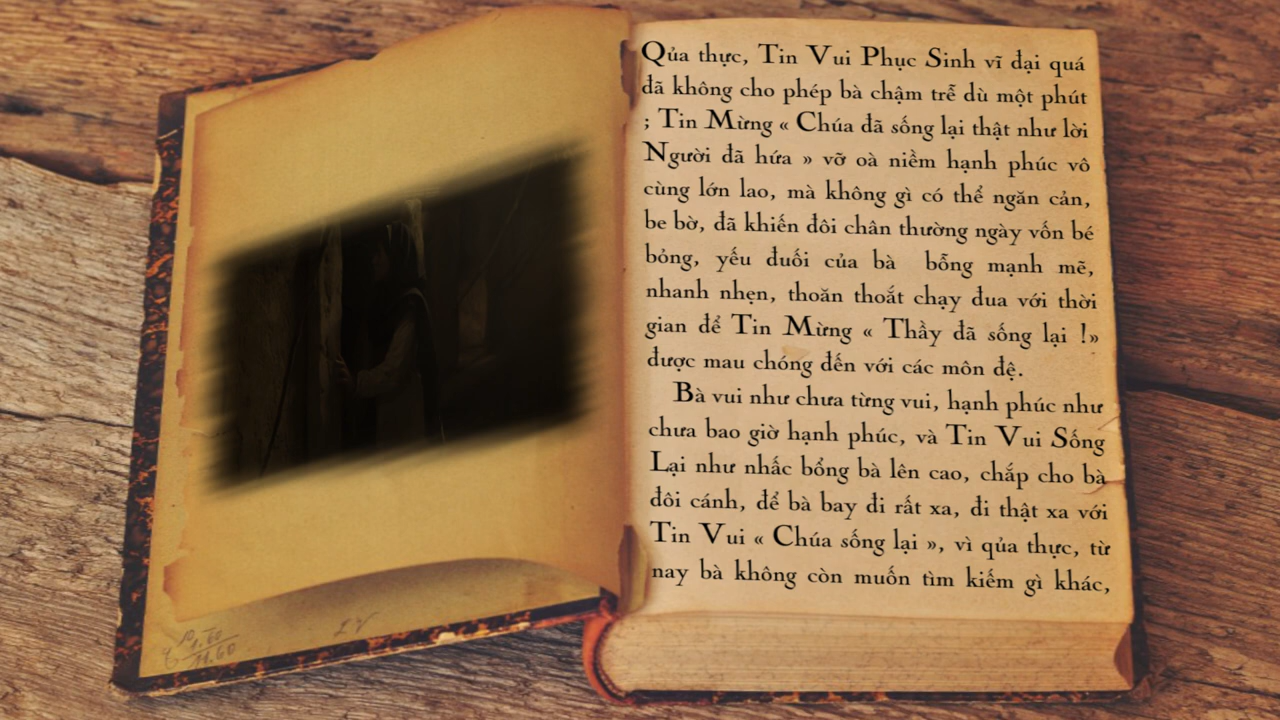 Qủa thực, Tin Vui Phục Sinh vĩ đại quá
đã không cho phép bà chậm trễ dù một phút
; Tin Mừng « Chúa đã sống lại thật như lời
Người đã hứa » vỡ oà niềm hạnh phúc vô
cùng lớn lao, mà không gì có thể ngăn cản,
be bờ, đã khiến đôi chân thường ngày vốn bé
bỏng, yếu đuối của bà bỗng mạnh mẽ,
nhanh nhẹn, thoăn thoắt chạy đua với thời
gian để Tin Mừng « Thầy đã sống lại !»
được mau chóng đến với các môn đệ.
Bà vui như chưa từng vui, hạnh phúc như
chưa bao giờ hạnh phúc, và Tin Vui Sống
Lại như nhấc bổng bà lên cao, chắp cho bà
đôi cánh, để bà bay đi rất xa, đi thật xa với
Tin Vui « Chúa sống lại », vì qủa thực, từ
nay bà không còn muốn tìm kiếm gì khác,